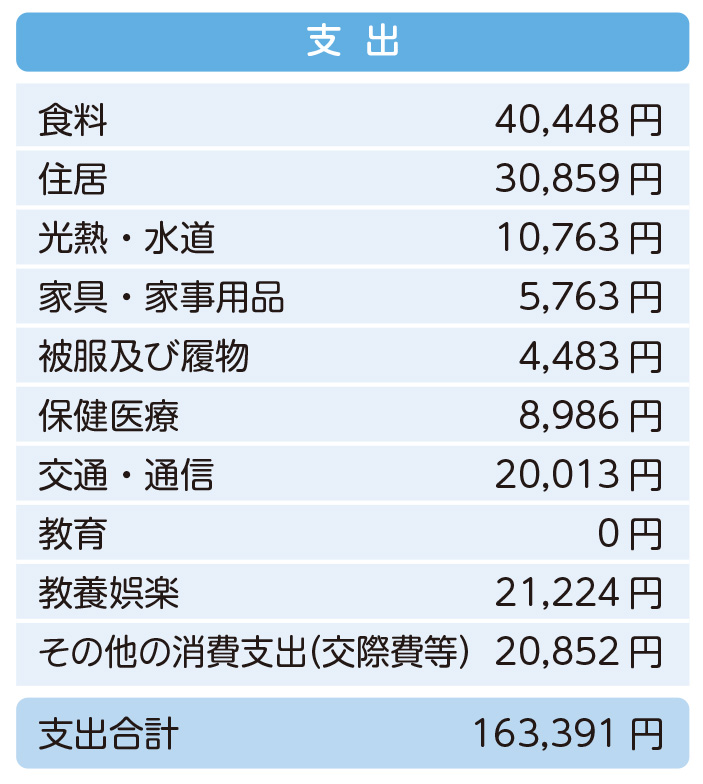 支 出
食料 40,448 円
住居 30,859 円
光熱・水道 10,763 円
家具・家事用品 5,763 円
被服及び履物 4,483 円
保健医療 8,986 円
交通・通信 20,013 円
教育 0 円
教養娯楽 21,224 円
その他の消費支出(交際費等) 20,852 円
支出合計 163,391 円